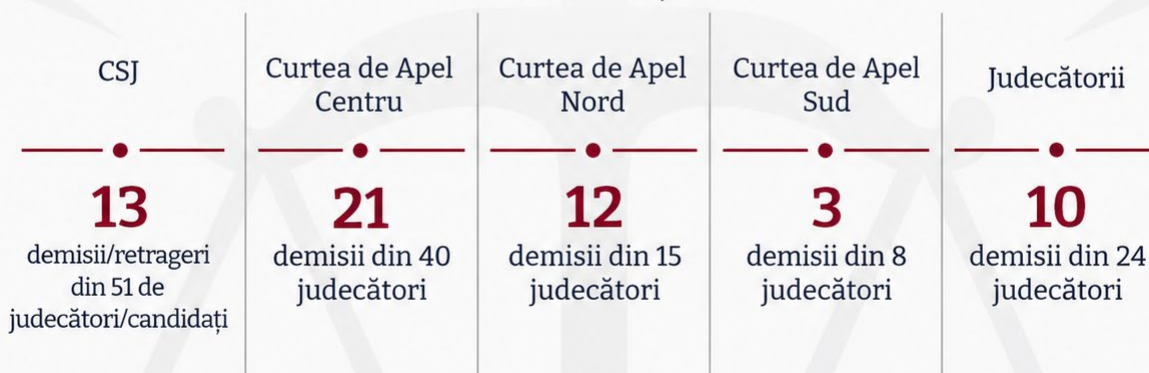 CSJ
13
demisii/retrageri
din 51 de
judecători/candidați
Curtea de Apel
Centru
21
demisii din 40
judecători
Curtea de Apel
Nord
12
demisii din 15
judecători
Curtea de Apel
Sud
3
demisii din 8
judecători
Judecătorii
10
demisii din 24
judecători